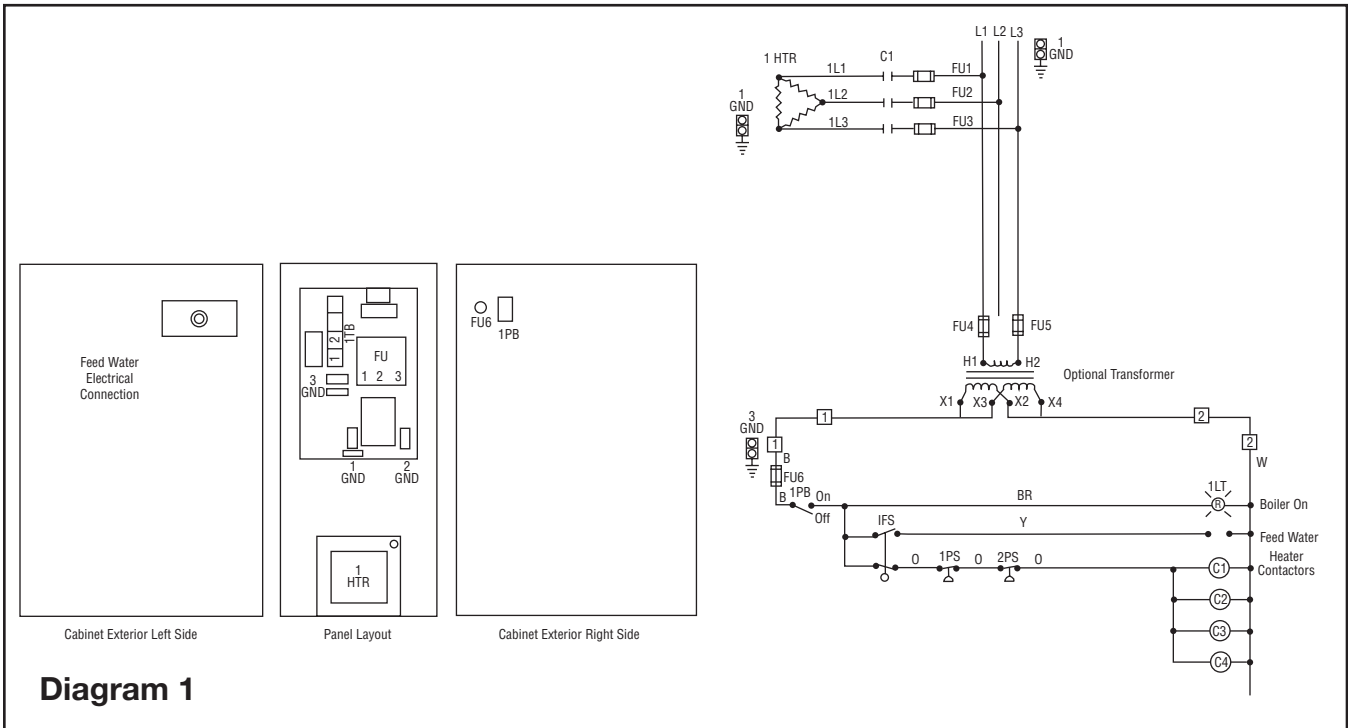 L1 L2 L3
1
GND
1 HTR
1L1
C1
FU1
1
GND
1L2
FU2
1L3
FU3
Feed Water
Electrical
Connection
1 2
1TB
FU
1 2 3
3
GND
1
GND
2
GND
1
HTR
FU6
1PB
Cabinet Exterior Left Side
Panel Layout
Cabinet Exterior Right Side
FU4
FU5
H1
H2
Optional Transformer
X1
X3
X2
X4
1
2
3
GND
1
2
B
W
FU6
B
1PB
On
Off
BR
1LT
R
Boiler On
IFS
Y
Feed Water
O
1PS
O
2PS
O
C1
Heater
Contactors
C2
C3
C4
Diagram 1